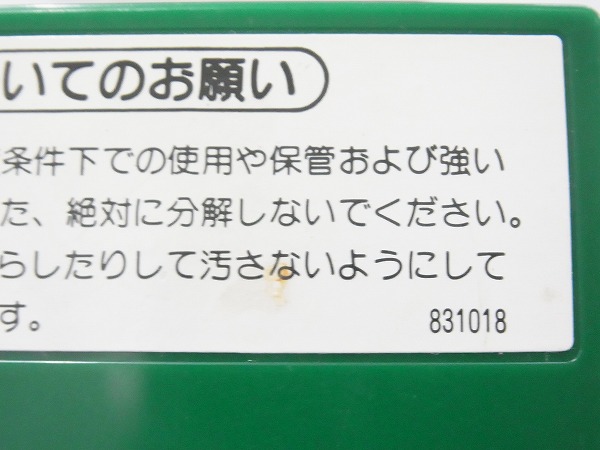 いてのお願い
条件下での使用や保管および強い
た、絶対に分解しないでください。
らしたりして汚さないようにして
す。
831018